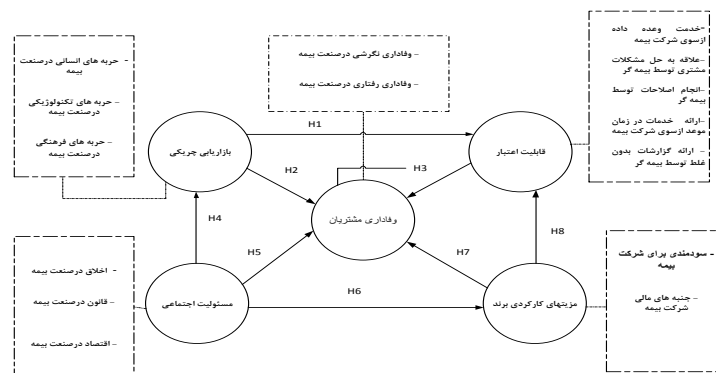 - وفاداری نگرشی درصنعت بیمه
- وفاداری رفتاری درصنعت بیمه
- حربه های انسانی درصنعت
بیمه
- حربه های تکنولوژیکی
درصنعت بیمه
- حربه های فرهنگی
درصنعت بیمه
-خدمت وعده داده
ازسوی شرکت بیمه
-علاقه به حل مشکلات
مشتری توسط بیمه گر
-انجام اصلاحات توسط
بیمه گر
-ارائه خدمات در زمان
موعد ازسوی شرکت بیمه
- ارائه گزارشات بدون
غلط توسط بیمه گر
H1
بازاریابی چریکی
قابلیت اعتبار
H2
H3
وفاداری مشتریان
H4
H5
H7
H8
H6
مسئولیت اجتماعی
مزیتهای کارکردی برند
- اخلاق درصنعت بیمه
- قانون درصنعت بیمه
- اقتصاد درصنعت بیمه
- سودمندی برای شرکت
بیمه
- جنبه های مالی
شرکت بیمه